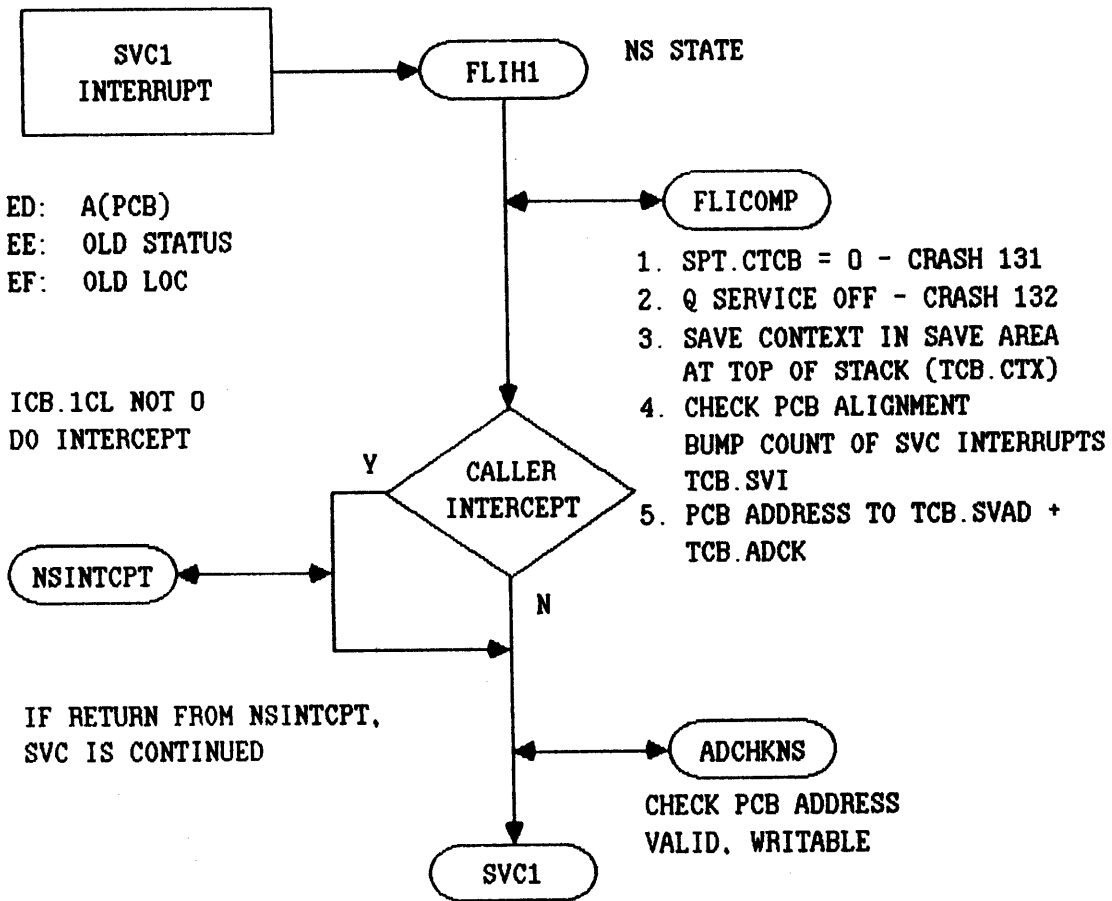 SVC1
INTERRUPT
FLIH1
NS STATE
ED: A(PCB)
EE: OLD STATUS
EF: OLD LOC
FLICOMP
1. SPT.CTCB = 0 - CRASH 131
2. Q SERVICE OFF - CRASH 132
3. SAVE CONTEXT IN SAVE AREA
AT TOP OF STACK (TCB.CTX)
4. CHECK PCB ALIGNMENT
BUMP COUNT OF SVC INTERRUPTS
TCB.SVI
5. PCB ADDRESS TO TCB.SVAD +
TCB.ADCK
ICB.1CL NOT 0
DO INTERCEPT
Y
CALLER
INTERCEPT
NSINTCPT
N
IF RETURN FROM NSINTCPT,
SVC IS CONTINUED
ADCHKNS
CHECK PCB ADDRESS
VALID, WRITABLE
SVC1